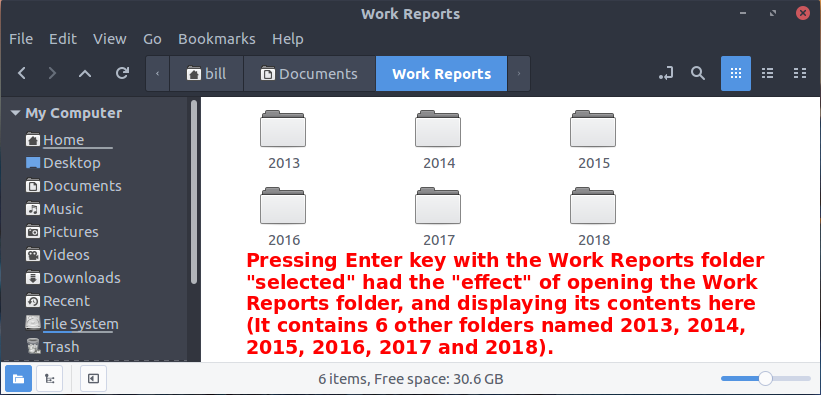 Work Reports
File Edit View Go Bookmarks Help
bill Documents Work Reports
My Computer
Home
Desktop
Documents
Music
Pictures
Videos
Downloads
Recent
File System
Trash
2013 2014 2015
2016 2017 2018
Pressing Enter key with the Work Reports folder
"selected" had the "effect" of opening the Work
Reports folder, and displaying its contents here
(It contains 6 other folders named 2013, 2014,
2015, 2016, 2017 and 2018).
6 items, Free space: 30.6 GB